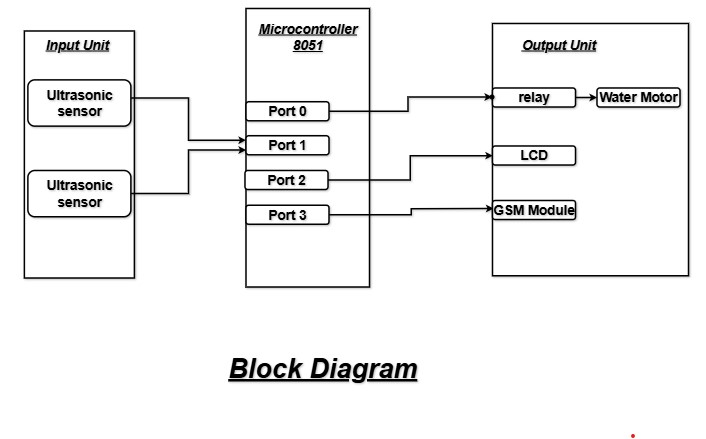 Input Unit
Ultrasonic
sensor
Ultrasonic
sensor
Microcontroller
8051
Port 0
Port 1
Port 2
Port 3
Output Unit
relay
Water Motor
LCD
GSM Module
Block Diagram